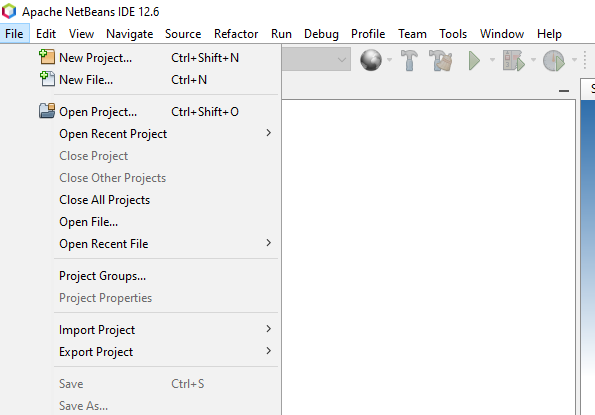 Apache NetBeans IDE 12.6
File Edit View Navigate Source Refactor Run Debug Profile Team Tools Window Help
New Project... Ctrl+Shift+N
New File... Ctrl+N
Open Project... Ctrl+Shift+O
Open Recent Project
Close Project
Close Other Projects
Close All Projects
Open File...
Open Recent File
Project Groups...
Project Properties
Import Project
Export Project
Save Ctrl+S
Save As...